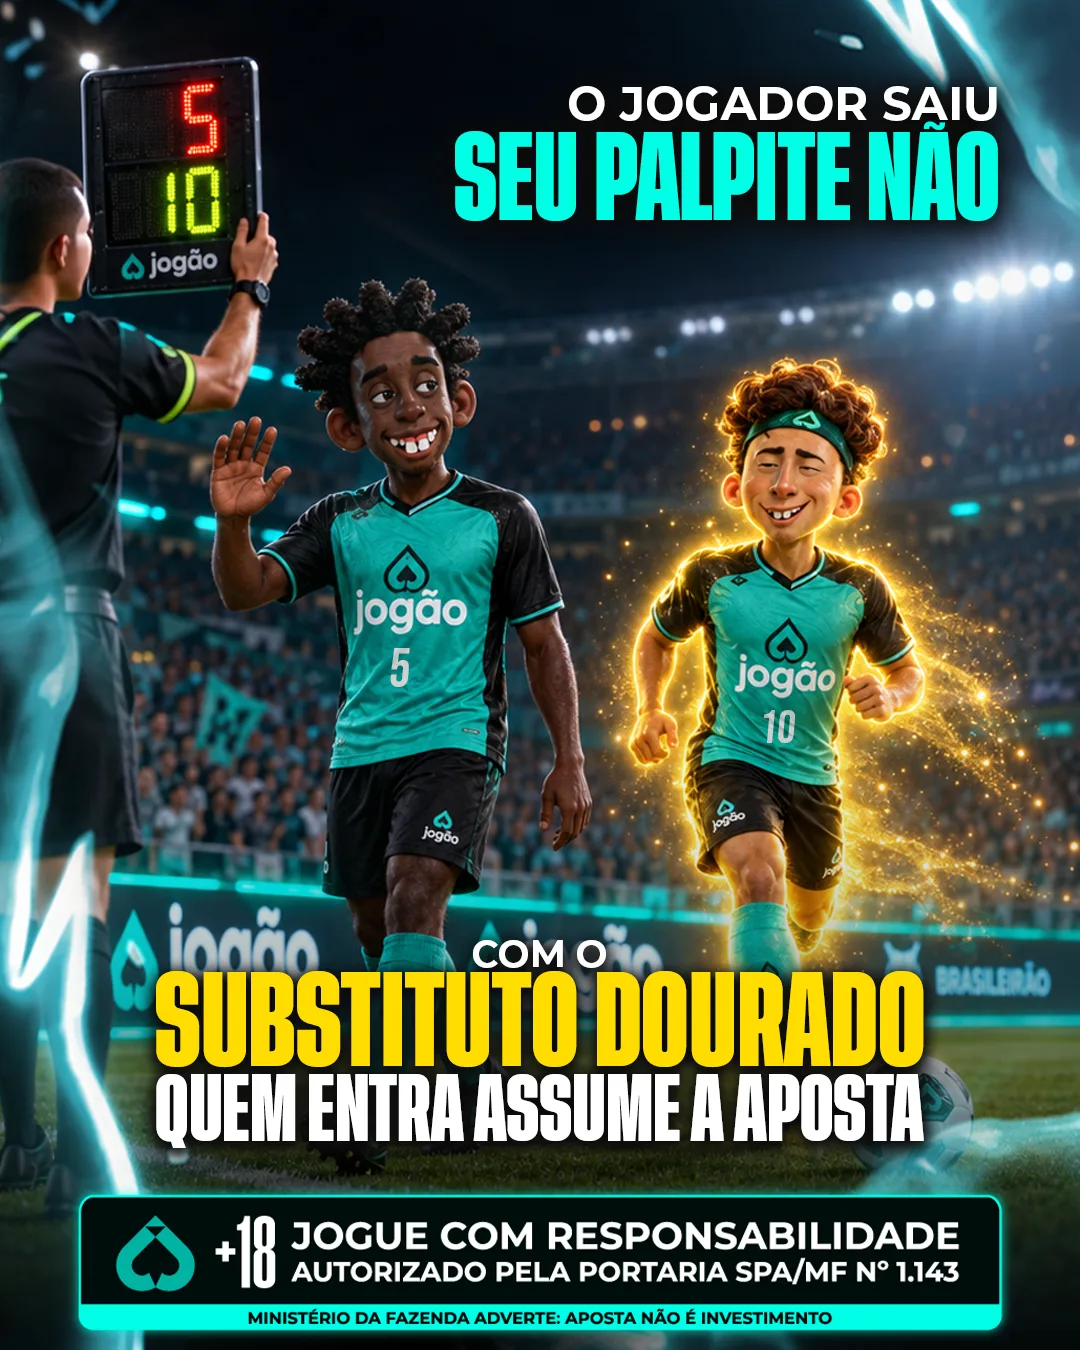 5
10
jogão
O JOGADOR SAIU
SEU PALPITE NÃO
jogão
5
jogão
10
jogão
jogão
jogão
jogão
BRASILEIRÃO
COM O
SUBSTITUTO DOURADO
QUEM ENTRA ASSUME A APOSTA
+18
JOGUE COM RESPONSABILIDADE
AUTORIZADO PELA PORTARIA SPA/MF Nº 1.143
MINISTÉRIO DA FAZENDA ADVERTE: APOSTA NÃO É INVESTIMENTO